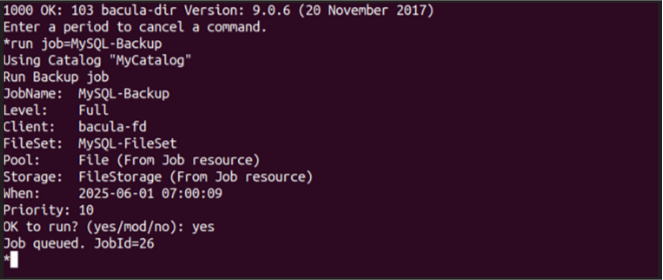 1000 OK: 103 bacula-dir Version: 9.0.6 (20 November 2017)
Enter a period to cancel a command.
*run job=MySQL-Backup
Using Catalog "MyCatalog"
Run Backup job
JobName:  MySQL-Backup
Level:    Full
Client:   bacula-fd
FileSet:  MySQL-FileSet
Pool:     File (From Job resource)
Storage:  FileStorage (From Job resource)
When:     2025-06-01 07:00:09
Priority: 10
OK to run? (yes/mod/no): yes
Job queued. JobId=26
*